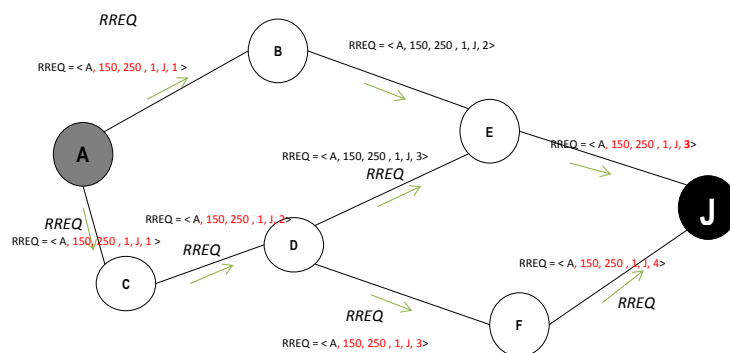 RREQ
B
RREQ = < A, 150, 250 , 1, J, 2>
RREQ = < A, 150, 250 , 1, J, 1 >
E
RREQ = < A, 150, 250 , 1, J, 3>
A
RREQ = < A, 150, 250 , 1, J, 3>
RREQ
J
RREQ
RREQ = < A, 150, 250 , 1, J, 2>
RREQ = < A, 150, 250 , 1, J, 1 >
RREQ
D
RREQ = < A, 150, 250 , 1, J, 4>
C
RREQ
RREQ
F
RREQ = < A, 150, 250 , 1, J, 3>